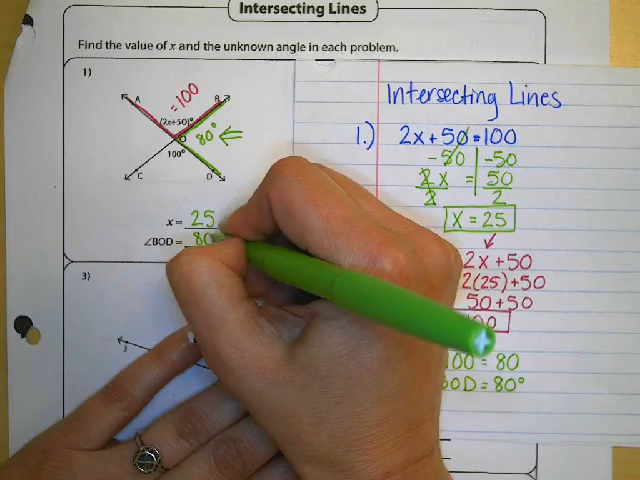 Intersecting Lines
Find the value of x and the unknown angle in each problem.
1)
A
B
= 100
(2x+50)°
O
80°
100°
C
D
x = 25
∠BOD = 80
3)
Intersecting Lines
1.) 2x + 50 = 100
-50 -50
2x = 50
2 2
x = 25
2x + 50
2(25) + 50
50 + 50
100
100 = 80
OD = 80°